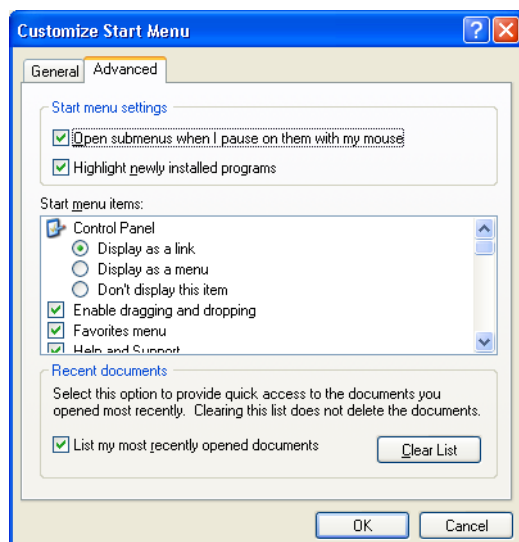 Customize Start Menu
General
Advanced
Start menu settings
Open submenus when I pause on them with my mouse
Highlight newly installed programs
Start menu items:
Control Panel
Display as a link
Display as a menu
Don't display this item
Enable dragging and dropping
Favorites menu
Help and Support
Recent documents
Select this option to provide quick access to the documents you
opened most recently.  Clearing this list does not delete the documents.
List my most recently opened documents
Clear List
OK
Cancel